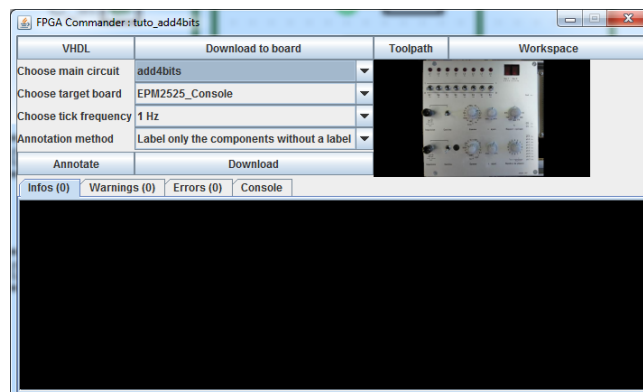 FPGA Commander : tuto_add4bits
VHDL Download to board Toolpath Workspace
Choose main circuit add4bits
Choose target board EPM2525_Console
Choose tick frequency 1 Hz
Annotation method Label only the components without a label
Annotate Download
Infos (0) Warnings (0) Errors (0) Console